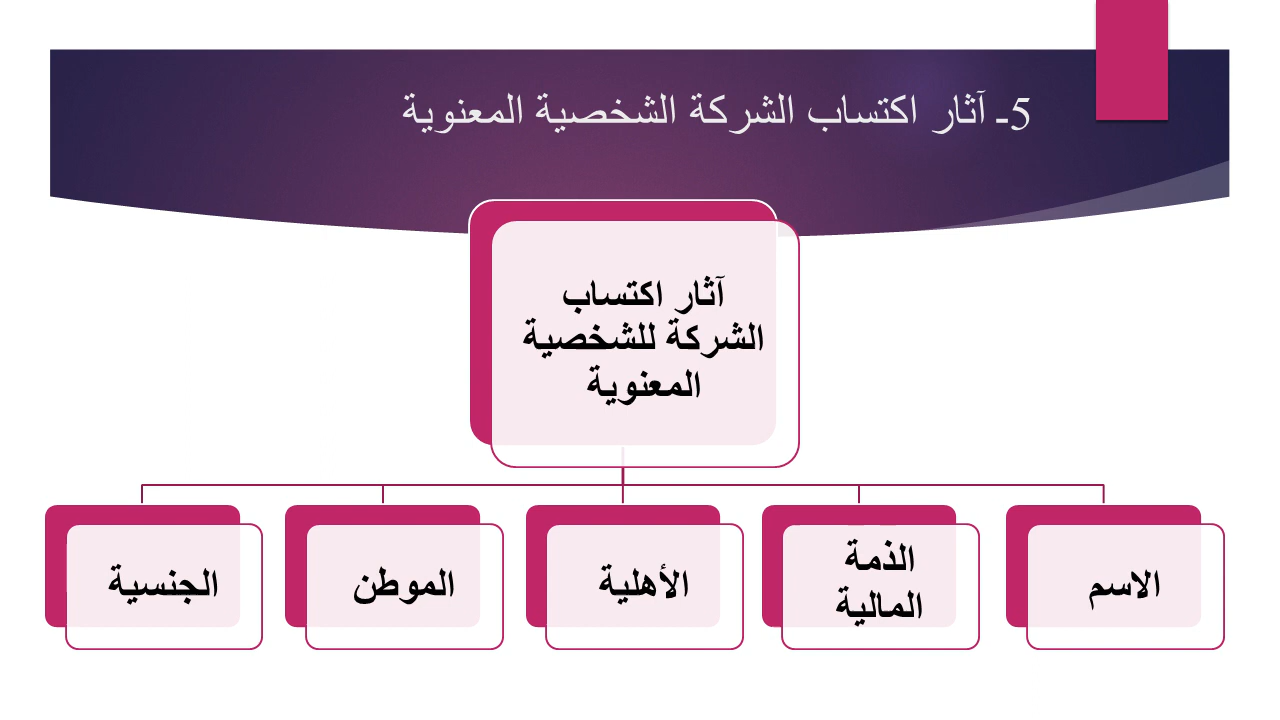 5ـ آثار اكتساب الشركة الشخصية المعنوية
آثار اكتساب
الشركة للشخصية
المعنوية
الاسم
الذمة
المالية
الأهلية
الموطن
الجنسية